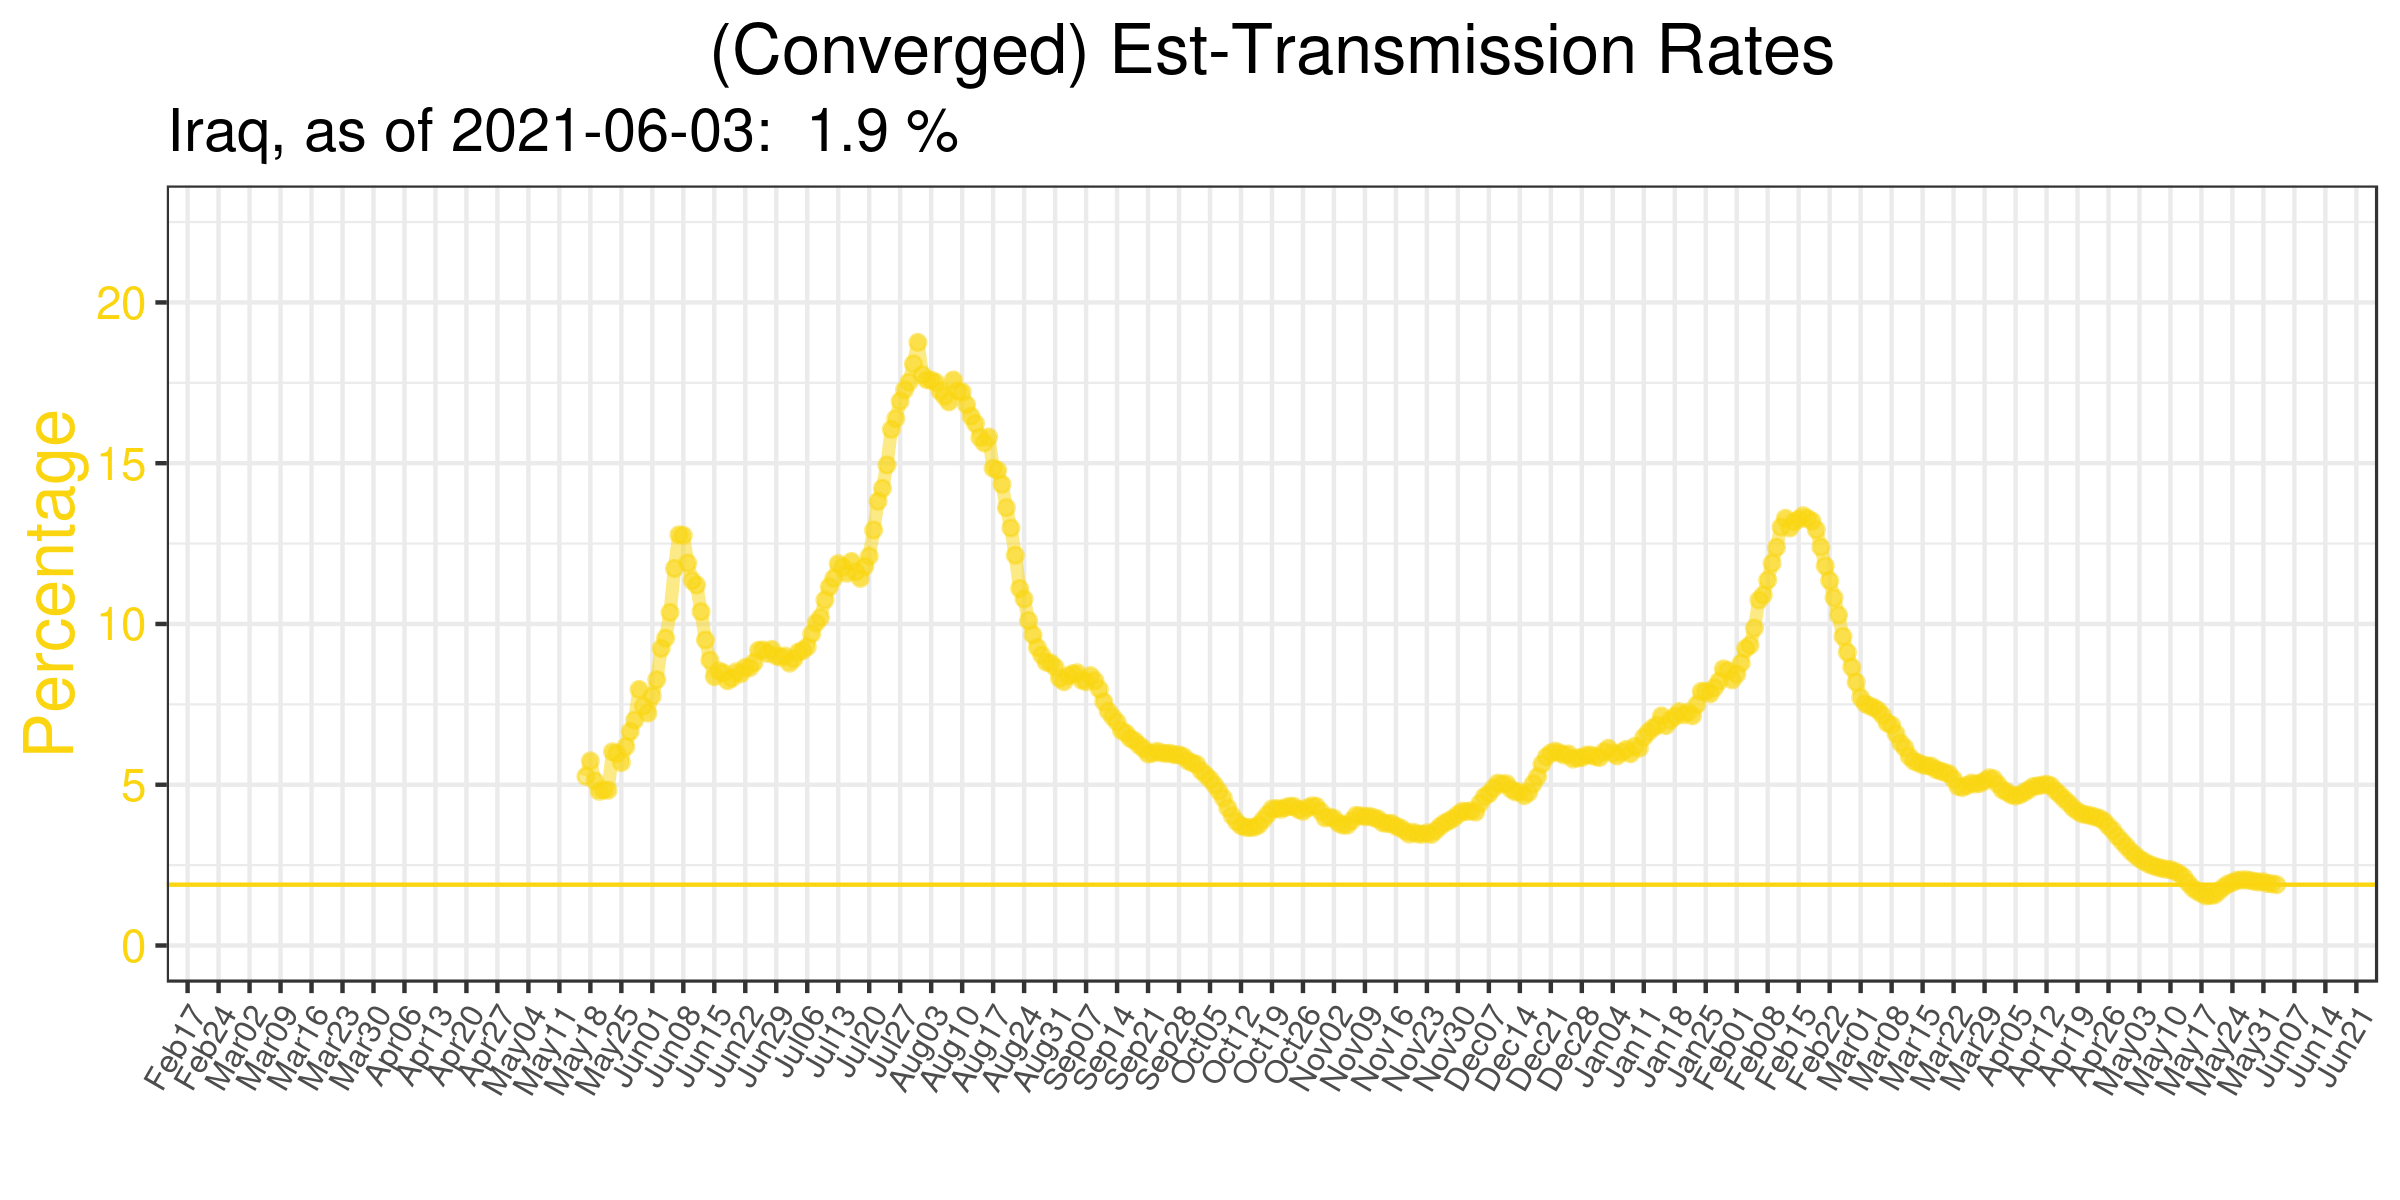 (Converged) Est-Transmission Rates
Iraq, as of 2021-06-03:  1.9 %
Percentage
20
15
10
5
0
Feb17 Feb24 Mar02 Mar09 Mar16 Mar23 Mar30 Apr06 Apr13 Apr20 Apr27 May04 May11 May18 May25 Jun01 Jun08 Jun15 Jun22 Jun29 Jul06 Jul13 Jul20 Jul27 Aug03 Aug10 Aug17 Aug24 Aug31 Sep07 Sep14 Sep21 Sep28 Oct05 Oct12 Oct19 Oct26 Nov02 Nov09 Nov16 Nov23 Nov30 Dec07 Dec14 Dec21 Dec28 Jan04 Jan11 Jan18 Jan25 Feb01 Feb08 Feb15 Feb22 Mar01 Mar08 Mar15 Mar22 Mar29 Apr05 Apr12 Apr19 Apr26 May03 May10 May17 May24 May31 Jun07 Jun14 Jun21